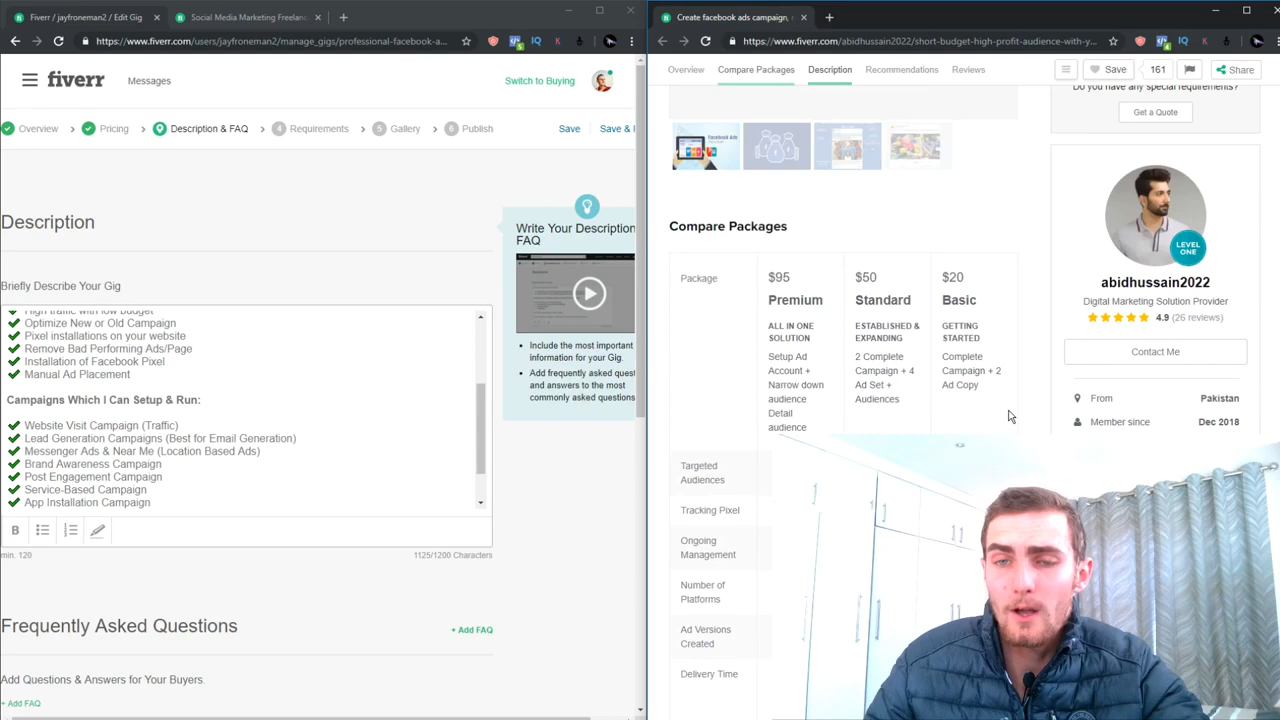 Fiverr / jayfroneman2 / Edit Gig
Social Media Marketing Freelanc
https://www.fiverr.com/users/jayfroneman2/manage_gigs/professional-facebook-a...
fiverr
Messages
Switch to Buying
Overview
Pricing
Description & FAQ
4 Requirements
5 Gallery
6 Publish
Save
Save &
Description
Write Your Description
FAQ
Include the most important
information for your Gig.
Add frequently asked quest
and answers to the most
commonly asked questions.
Briefly Describe Your Gig
High traffic with low budget
Optimize New or Old Campaign
Pixel installations on your website
Remove Bad Performing Ads/Page
Installation of Facebook Pixel
Manual Ad Placement
Campaigns Which I Can Setup & Run:
Website Visit Campaign (Traffic)
Lead Generation Campaigns (Best for Email Generation)
Messenger Ads & Near Me (Location Based Ads)
Brand Awareness Campaign
Post Engagement Campaign
Service-Based Campaign
App Installation Campaign
B
min. 120
1125/1200 Characters
Frequently Asked Questions
+ Add FAQ
Add Questions & Answers for Your Buyers.
+ Add FAQ
Create facebook ads campaign,
https://www.fiverr.com/abidhussain2022/short-budget-high-profit-audience-with-y...
Overview
Compare Packages
Description
Recommendations
Reviews
Save
161
Share
Do you have any special requirements?
Get a Quote
Facebook Ads
Compare Packages
Package
$95
Premium
ALL IN ONE
SOLUTION
Setup Ad
Account +
Narrow down
audience
Detail
audience
$50
Standard
ESTABLISHED &
EXPANDING
2 Complete
Campaign + 4
Ad Set +
Audiences
$20
Basic
GETTING
STARTED
Complete
Campaign + 2
Ad Copy
Targeted
Audiences
Tracking Pixel
Ongoing
Management
Number of
Platforms
Ad Versions
Created
Delivery Time
LEVEL
ONE
abidhussain2022
Digital Marketing Solution Provider
4.9 (26 reviews)
Contact Me
From
Pakistan
Member since
Dec 2018